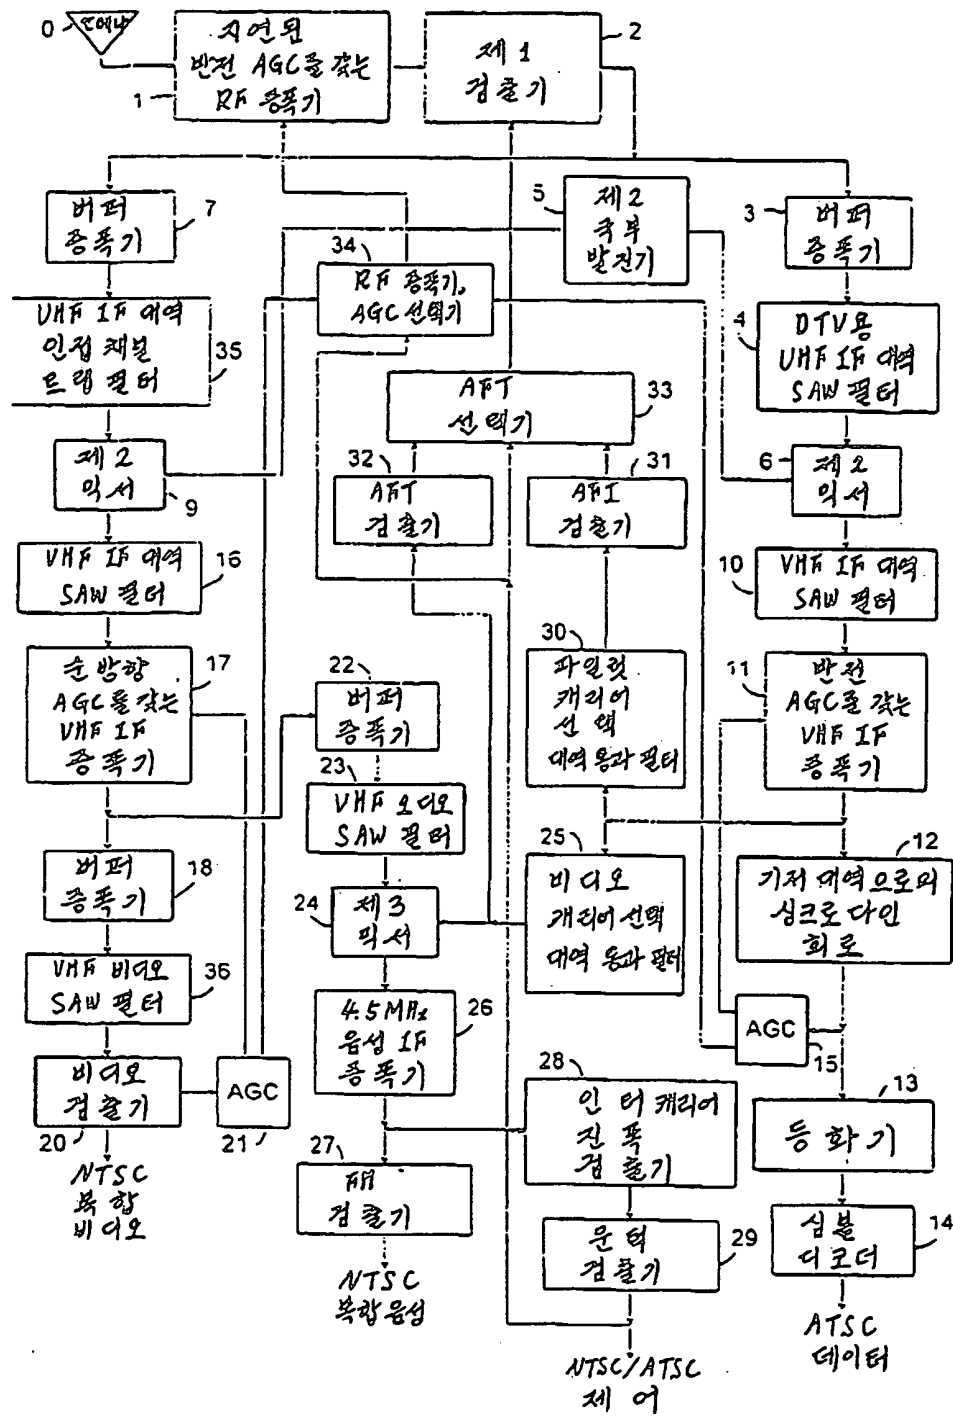 0
안테나
지연된
반전 AGC를 갖는
RF 증폭기
1
제 1
검출기
2
버퍼
증폭기
7
5
제 2
국부
발진기
3
버퍼
증폭기
34
RF 증폭기,
AGC 선택기
VHF IF 대역
인접 채널
트랩 필터
35
4
DTV용
UHF IF 대역
SAW 필터
AFT
선택기
33
제 2
믹서
9
32
AFT
검출기
31
AFT
검출기
6
제 2
믹서
VHF IF 대역
SAW 필터
16
10
VHF IF 대역
SAW 필터
순방향
AGC를 갖는
VHF IF
증폭기
17
22
버퍼
증폭기
30
파일럿
캐리어
선택
대역 통과 필터
11
반전
AGC를 갖는
VHF IF
증폭기
23
VHF 오디오
SAW 필터
버퍼
증폭기
18
24
제 3
믹서
25
비디오
캐리어 선택
대역 통과 필터
12
기저 대역으로의
싱크로다인
회로
VHF 비디오
SAW 필터
36
4.5MHz
음성 IF
증폭기
26
AGC
15
비디오
검출기
20
AGC
21
28
인터캐리어
진폭
검출기
13
등화기
NTSC
복합
비디오
27
FM
검출기
문턱
검출기
29
심볼
디코더
14
NTSC
복합 음성
ATSC
데이터
NTSC/ATSC
제어